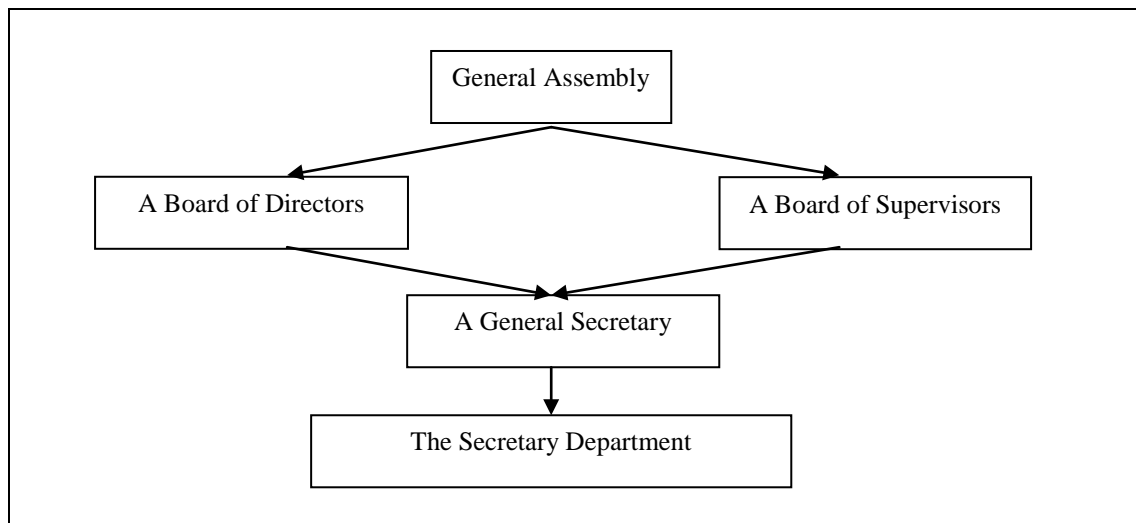 General Assembly
A Board of Directors
A Board of Supervisors
A General Secretary
The Secretary Department